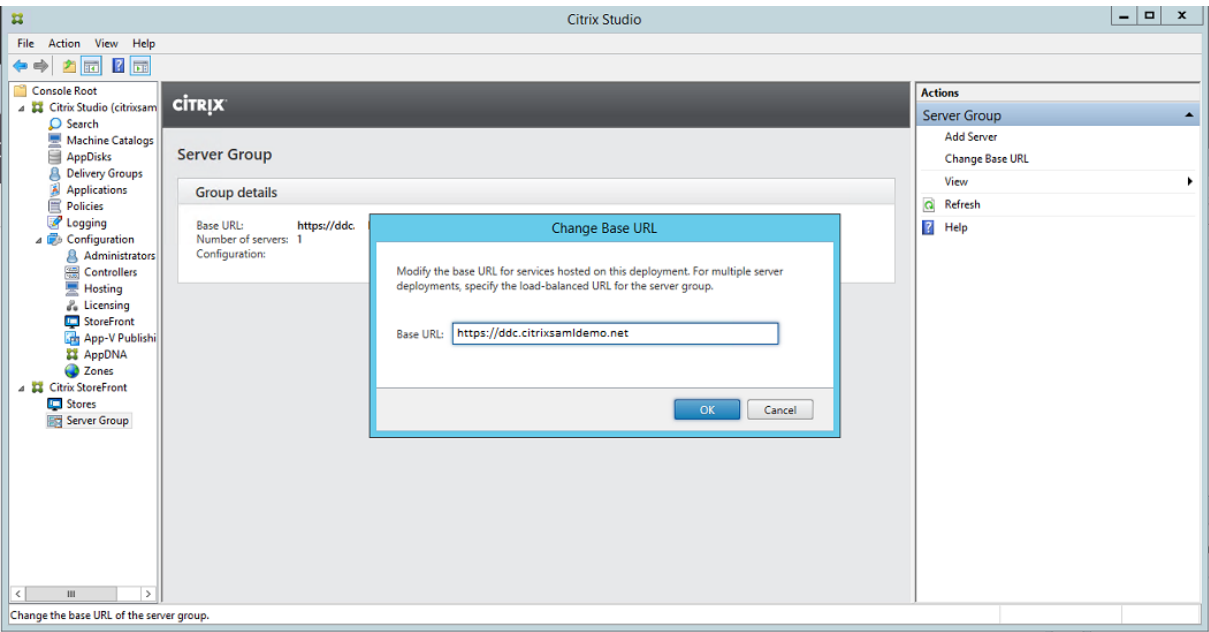 Citrix Studio
File Action View Help
Console Root
Citrix Studio (citrixsam
Search
Machine Catalogs
AppDisks
Delivery Groups
Applications
Policies
Logging
Configuration
Administrators
Controllers
Hosting
Licensing
StoreFront
App-V Publishi
AppDNA
Zones
Citrix StoreFront
Stores
Server Group
CİTRIX
Server Group
Group details
Base URL: https://ddc.
Number of servers: 1
Configuration:
Change Base URL
Modify the base URL for services hosted on this deployment. For multiple server
deployments, specify the load-balanced URL for the server group.
Base URL: https://ddc.citrixsamldemo.net
OK Cancel
Actions
Server Group
Add Server
Change Base URL
View
Refresh
Help
Change the base URL of the server group.